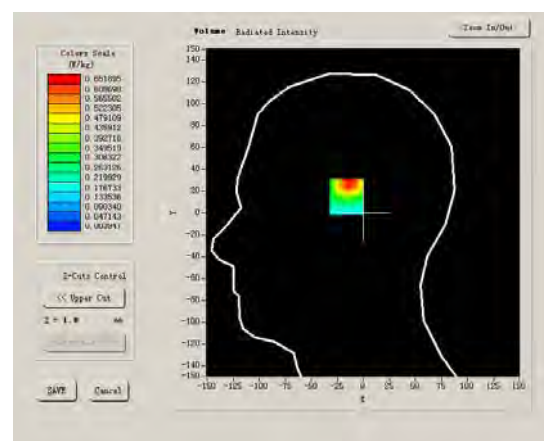 Volume Radiated Intensity
Zoom In/Out
Colors Scale
(W/kg)
0.651895
0.608698
0.565502
0.522305
0.479109
0.435912
0.392716
0.349519
0.306322
0.263126
0.219929
0.176733
0.133536
0.090340
0.047143
0.003947
Z-Cuts Control
<< Upper Cut
Z = 1.0 mm
SAVE
Cancel
150
140
120
100
80
60
40
20
0
-20
-40
-60
-80
-100
-120
-140
-150
Y
-150 -125 -100 -75 -50 -25 0 25 50 75 100 125 150
X